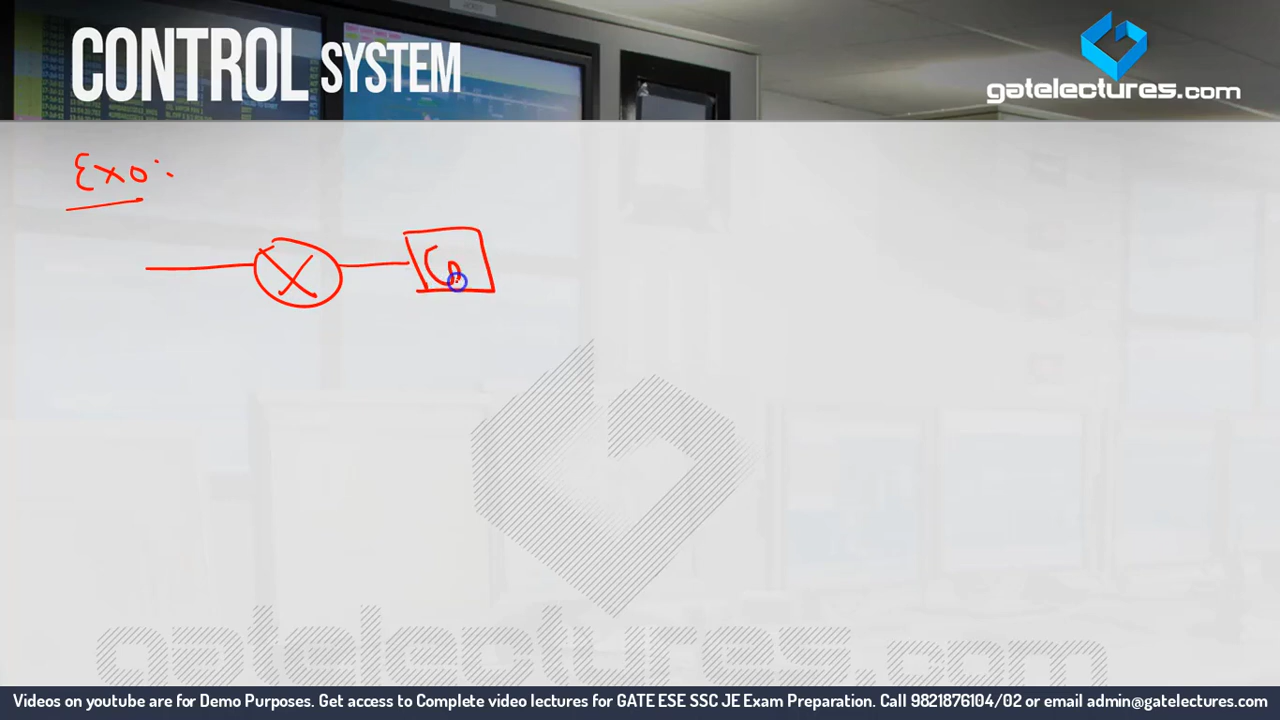 CONTROL SYSTEM
gatelectures.com
Exo:
gatelectures.com
Videos on youtube are for Demo Purposes. Get access to Complete video lectures for GATE ESE SSC JE Exam Preparation. Call 9821876104/02 or email admin@gatelectures.com